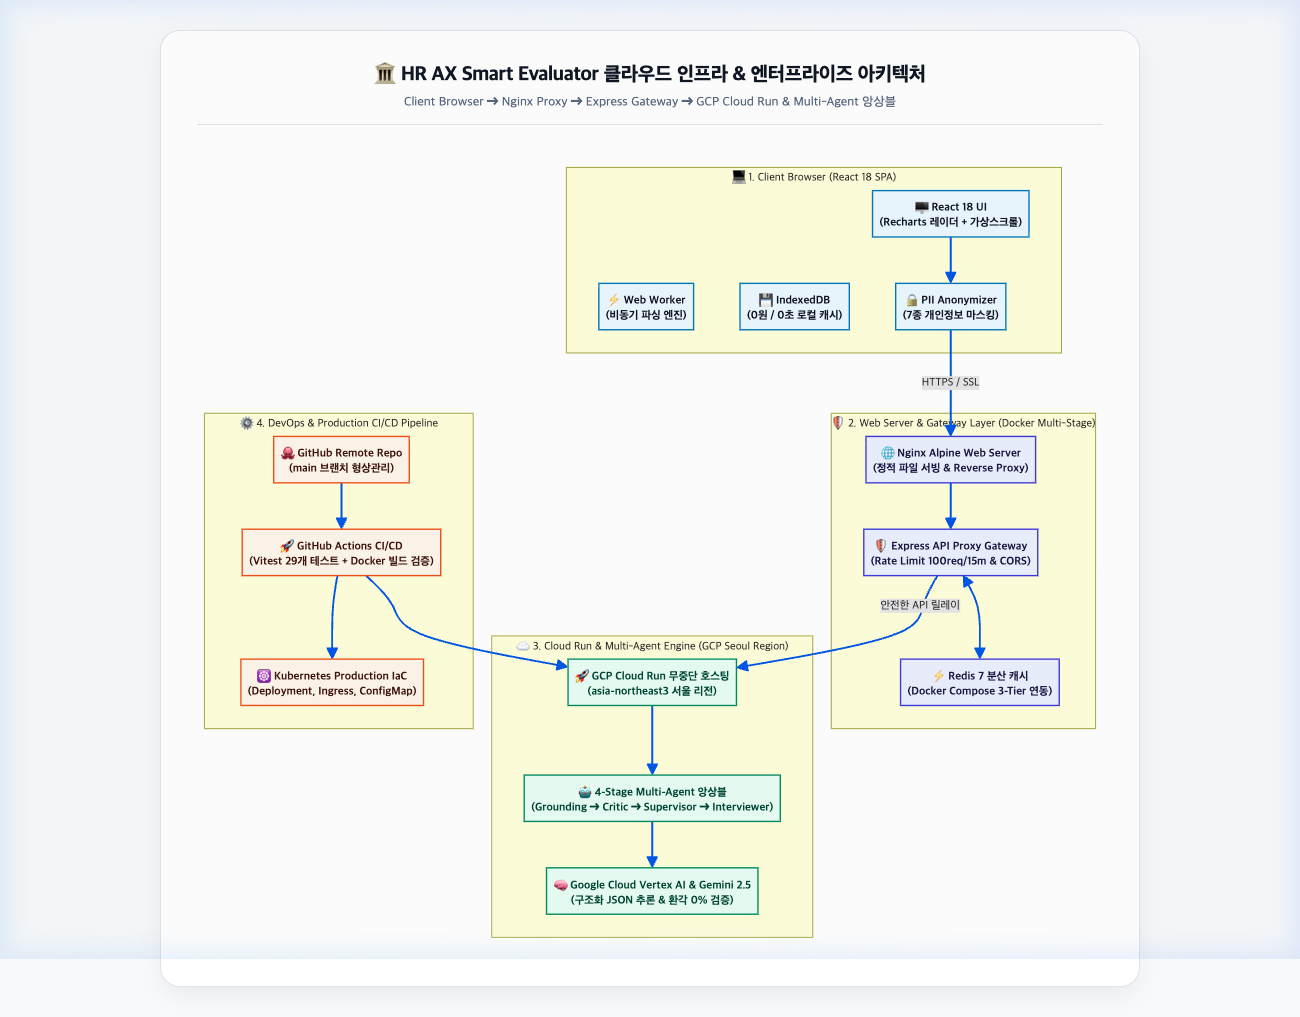 🏛️ HR AX Smart Evaluator 클라우드 인프라 & 엔터프라이즈 아키텍처
Client Browser ➔ Nginx Proxy ➔ Express Gateway ➔ GCP Cloud Run & Multi-Agent 앙상블
💻 1. Client Browser (React 18 SPA)
🖥️ React 18 UI
(Recharts 레이더 + 가상스크롤)
⚡ Web Worker
(비동기 파싱 엔진)
💾 IndexedDB
(0원 / 0초 로컬 캐시)
🔒 PII Anonymizer
(7종 개인정보 마스킹)
HTTPS / SSL
⚙️ 4. DevOps & Production CI/CD Pipeline
🐙 GitHub Remote Repo
(main 브랜치 형상관리)
🚀 GitHub Actions CI/CD
(Vitest 29개 테스트 + Docker 빌드 검증)
☸️ Kubernetes Production IaC
(Deployment, Ingress, ConfigMap)
🛡️ 2. Web Server & Gateway Layer (Docker Multi-Stage)
🌐 Nginx Alpine Web Server
(정적 파일 서빙 & Reverse Proxy)
🛡️ Express API Proxy Gateway
(Rate Limit 100req/15m & CORS)
안전한 API 릴레이
⚡ Redis 7 분산 캐시
(Docker Compose 3-Tier 연동)
☁️ 3. Cloud Run & Multi-Agent Engine (GCP Seoul Region)
🚀 GCP Cloud Run 무중단 호스팅
(asia-northeast3 서울 리전)
🤖 4-Stage Multi-Agent 앙상블
(Grounding ➔ Critic ➔ Supervisor ➔ Interviewer)
🧠 Google Cloud Vertex AI & Gemini 2.5
(구조화 JSON 추론 & 환각 0% 검증)